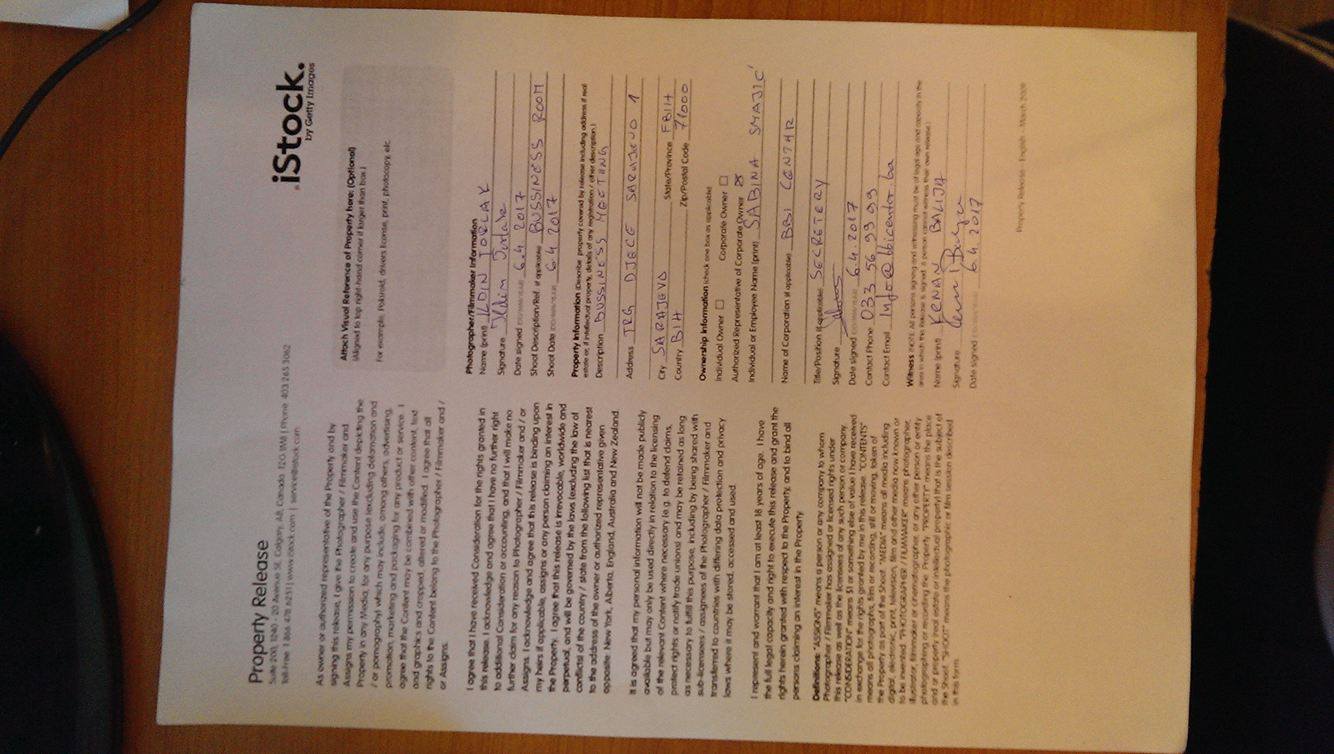 Property Release
Suite 200, 1240 - 20 Avenue SE, Calgary, AB, Canada, T2G 1M8 | Phone: 403 265 3062
toll-free: 1 866 478 6251 | www.istock.com | service@istock.com
iStock.
by Getty Images
As owner or authorized representative of the Property and by
signing this release, I give the Photographer / Filmmaker and
Assigns my permission to create and use the Content depicting the
Property in any Media, for any purpose (excluding defamation and
/ or pornography) which may include, among others, advertising,
promotion, marketing and packaging for any product or service. I
agree that the Content may be combined with other content, text
and graphics and cropped, altered or modified. I agree that all
rights to the Content belong to the Photographer / Filmmaker and /
or Assigns.
I agree that I have received Consideration for the rights granted in
this release. I acknowledge and agree that I have no further right
to additional Consideration or accounting, and that I will make no
further claim for any reason to Photographer / Filmmaker and / or
Assigns. I acknowledge and agree that this release is binding upon
my heirs if applicable, assigns or any person claiming an interest in
the Property. I agree that this release is irrevocable, worldwide and
perpetual, and will be governed by the laws (excluding the law of
conflicts) of the country / state from the following list that is nearest
to the address of the owner or authorized representative given
opposite: New York, Alberta, England, Australia and New Zealand.
It is agreed that my personal information will not be made publicly
available but may only be used directly in relation to the licensing
of the relevant Content where necessary (e.g. to defend claims,
protect rights or notify trade unions) and may be retained as long
as necessary to fulfill this purpose, including by being shared with
sub-licensees / assignees of the Photographer / Filmmaker and
transferred to countries with differing data protection and privacy
laws where it may be stored, accessed and used.
I represent and warrant that I am at least 18 years of age. I have
the full legal capacity and right to execute this release and grant the
rights herein granted with respect to the Property, and to bind all
persons claiming an interest in the Property.
Definitions: "ASSIGNS" means a person or any company to whom
Photographer / Filmmaker has assigned or licensed rights under
this release as well as the licensees of any such person or company.
"CONSIDERATION" means $1 or something else of value I have received
in exchange for the rights granted by me in this release. "CONTENTS"
means all photographs, film or recording, still or moving, taken of
the Property as part of the Shoot. "MEDIA" means all media including
digital, electronic, print, television, film and other media now known or
to be invented. "PHOTOGRAPHER / FILMMAKER" means photographer,
illustrator, filmmaker or cinematographer, or any other person or entity
photographing or recording the Property. "PROPERTY" means the place
and or property (real estate or intellectual property) that is the subject of
the Shoot. "SHOOT" means the photographic or film session described
in this form.
Attach Visual Reference of Property here: (Optional)
(Aligned to top right-hand corner if larger than box.)
For example, Polaroid, drivers license, print, photocopy, etc.
Photographer/Filmmaker Information
Name (print) ILDIN TORLAK
Signature
Date signed 6.4 2017
Shoot Description/Ref. (if applicable) BUSSINESS ROOM
Shoot Date 6.4 2017
Property Information (Describe property covered by release including address if real
estate or, if intellectual property, details of any registration / other description.)
Description BUSSINESS MEETING
Address TRG DJECE SARAJEVO 1
City SARAJEVO State/Province FBIH
Country BIH Zip/Postal Code 71000
Ownership Information (check one box as applicable)
Individual Owner ☐ Corporate Owner ☐
Authorized Representative of Corporate Owner ☒
Individual or Employee Name (print) SABINA SMAJIĆ
Name of Corporation (if applicable) BBI CENTAR
Title/Position (if applicable) SECRETERY
Signature
Date signed 6.4.2017
Contact Phone 033 56 99 99
Contact Email info@bbicentar.ba
Witness (NOTE: All persons signing and witnessing must be of legal age and capacity in the
area in which the Release is signed. A person cannot witness their own release.)
Name (print) KENAN BALIJA
Signature
Date signed 6.4.2017
Property Release - English - March 2009